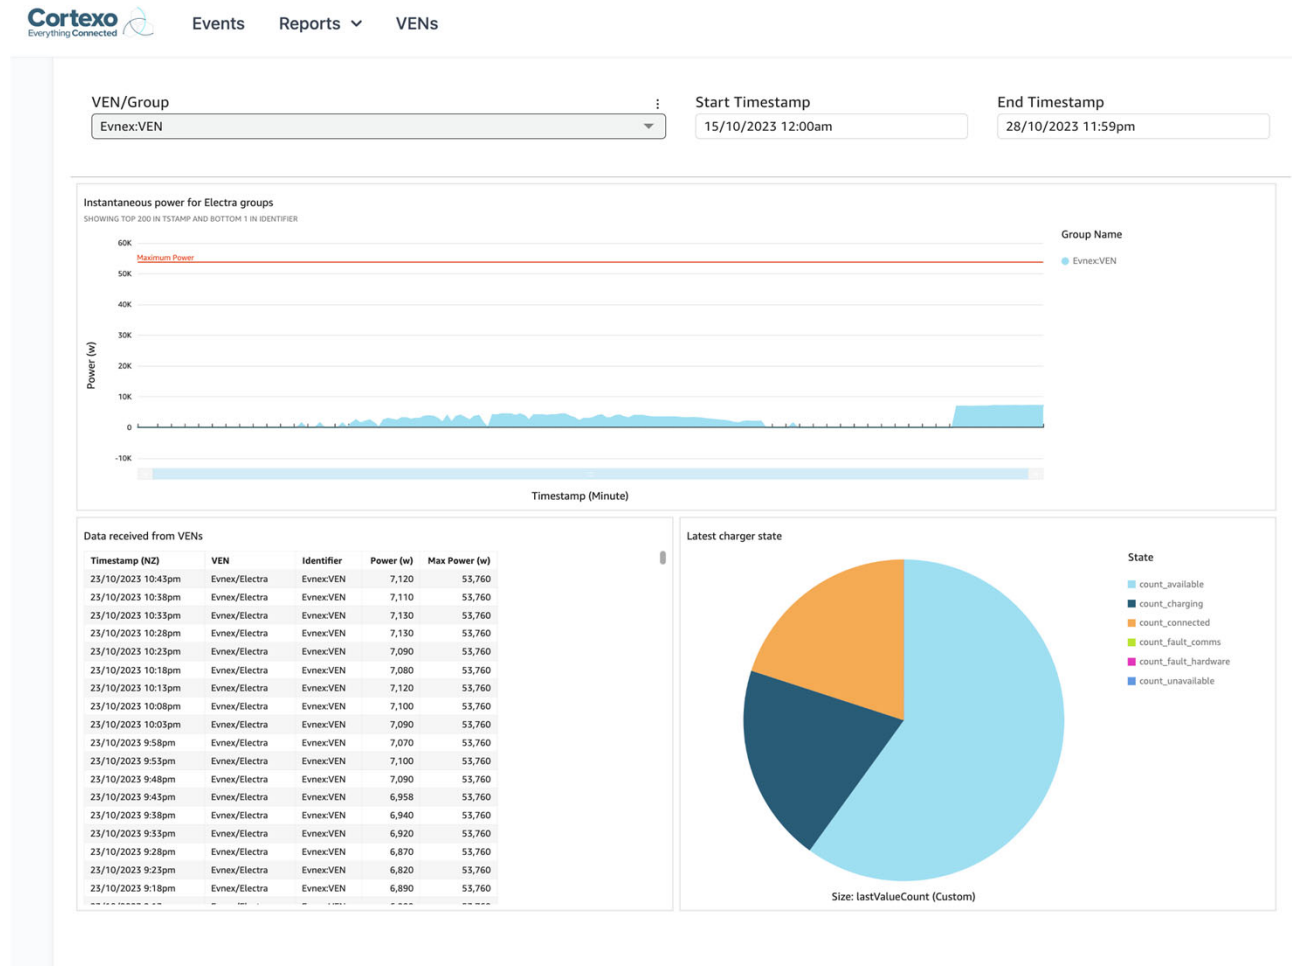 Cortexo
Everything Connected
Events
Reports
VENs
VEN/Group
Start Timestamp
End Timestamp
Evnex:VEN
15/10/2023 12:00am
28/10/2023 11:59pm
Instantaneous power for Electra groups
SHOWING TOP 200 IN TSTAMP AND BOTTOM 1 IN IDENTIFIER
Group Name
Evnex:VEN
60K
Maximum Power
50K
40K
30K
20K
10K
0
-10K
Power (w)
Timestamp (Minute)
Data received from VENs
Timestamp (NZ) VEN Identifier Power (w) Max Power (w)
23/10/2023 10:43pm Evnex/Electra Evnex:VEN 7,120 53,760
23/10/2023 10:38pm Evnex/Electra Evnex:VEN 7,110 53,760
23/10/2023 10:33pm Evnex/Electra Evnex:VEN 7,130 53,760
23/10/2023 10:28pm Evnex/Electra Evnex:VEN 7,130 53,760
23/10/2023 10:23pm Evnex/Electra Evnex:VEN 7,090 53,760
23/10/2023 10:18pm Evnex/Electra Evnex:VEN 7,080 53,760
23/10/2023 10:13pm Evnex/Electra Evnex:VEN 7,120 53,760
23/10/2023 10:08pm Evnex/Electra Evnex:VEN 7,100 53,760
23/10/2023 10:03pm Evnex/Electra Evnex:VEN 7,090 53,760
23/10/2023 9:58pm Evnex/Electra Evnex:VEN 7,070 53,760
23/10/2023 9:53pm Evnex/Electra Evnex:VEN 7,100 53,760
23/10/2023 9:48pm Evnex/Electra Evnex:VEN 7,090 53,760
23/10/2023 9:43pm Evnex/Electra Evnex:VEN 6,958 53,760
23/10/2023 9:38pm Evnex/Electra Evnex:VEN 6,940 53,760
23/10/2023 9:33pm Evnex/Electra Evnex:VEN 6,920 53,760
23/10/2023 9:28pm Evnex/Electra Evnex:VEN 6,870 53,760
23/10/2023 9:23pm Evnex/Electra Evnex:VEN 6,820 53,760
23/10/2023 9:18pm Evnex/Electra Evnex:VEN 6,890 53,760
Latest charger state
State
count_available
count_charging
count_connected
count_fault_comms
count_fault_hardware
count_unavailable
Size: lastValueCount (Custom)